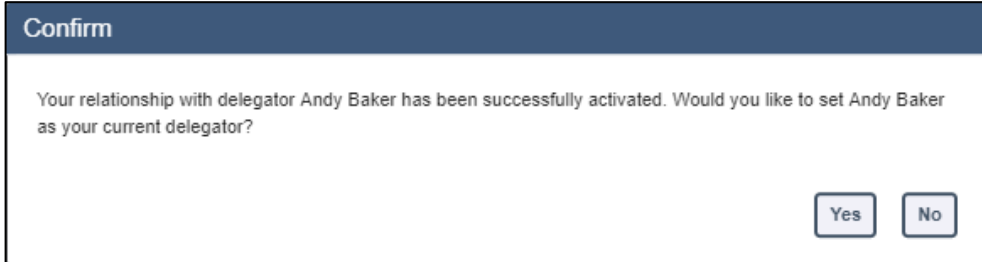 Confirm
Your relationship with delegator Andy Baker has been successfully activated. Would you like to set Andy Baker
as your current delegator?
Yes No